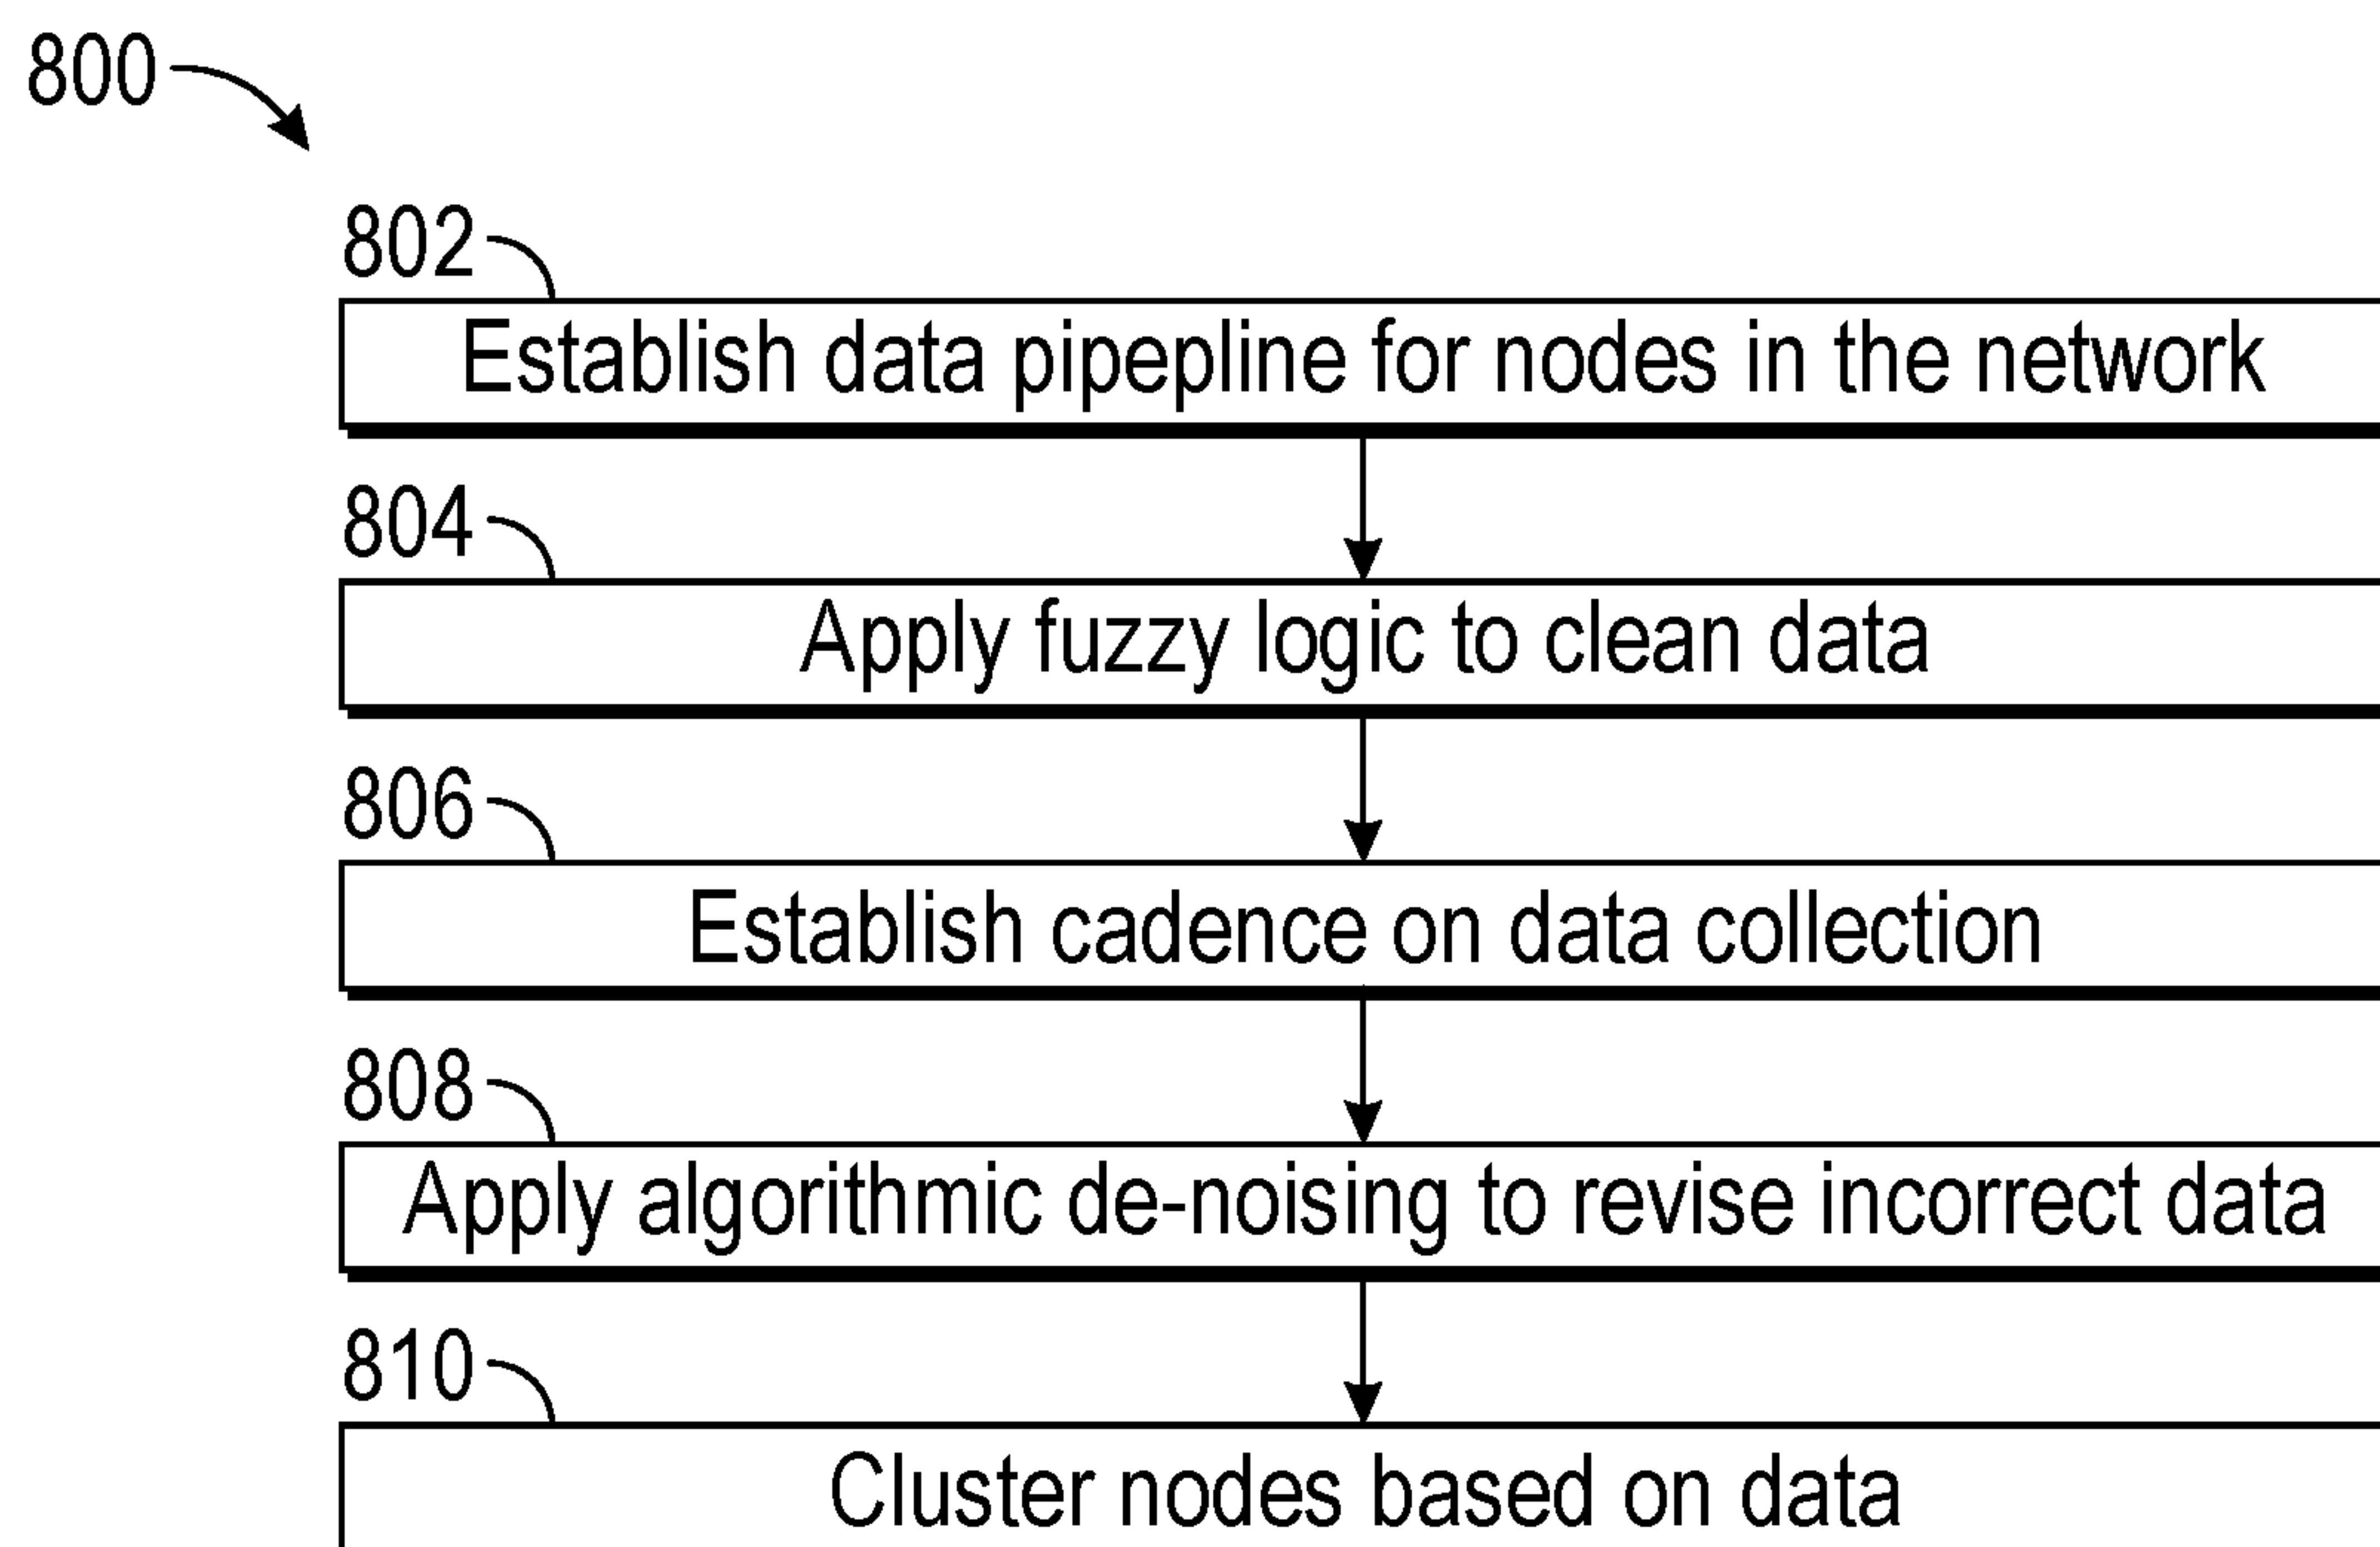 800
802
Establish data pipepline for nodes in the network
804
Apply fuzzy logic to clean data
806
Establish cadence on data collection
808
Apply algorithmic de-noising to revise incorrect data
810
Cluster nodes based on data